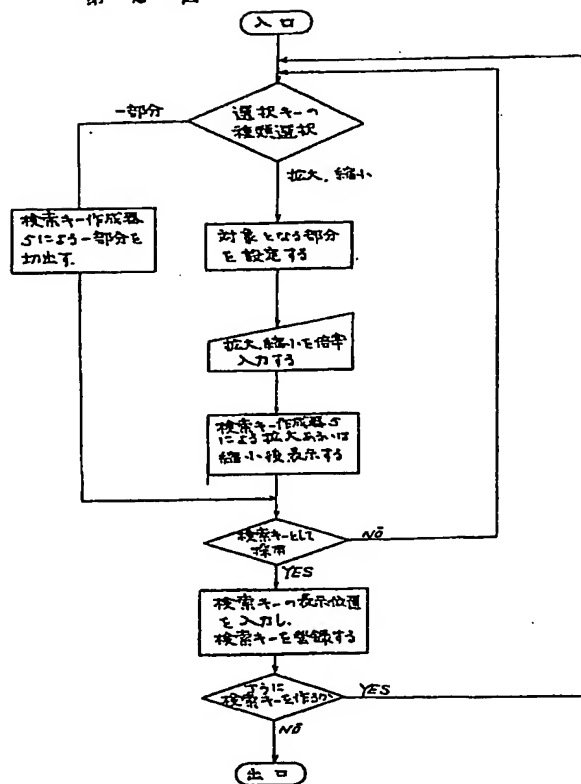 入口
選択キーの
種類選択
一部分
拡大,縮小
検索キー作成器
5による一部分を
切出す.
対象となる部分
を設定する
拡大,縮小を倍率
入力する
検索キー作成器5
による拡大あるいは
縮小後表示する
検索キーとして
採用
NO
YES
検索キーの表示位置
を入力し.
検索キーを登録する
さらに
検索キーを作るか
YES
NO
出口